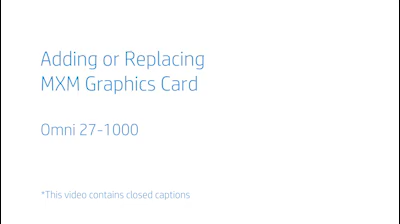 Adding or Replacing
MXM Graphics Card
Omni 27-1000
*This video contains closed captions